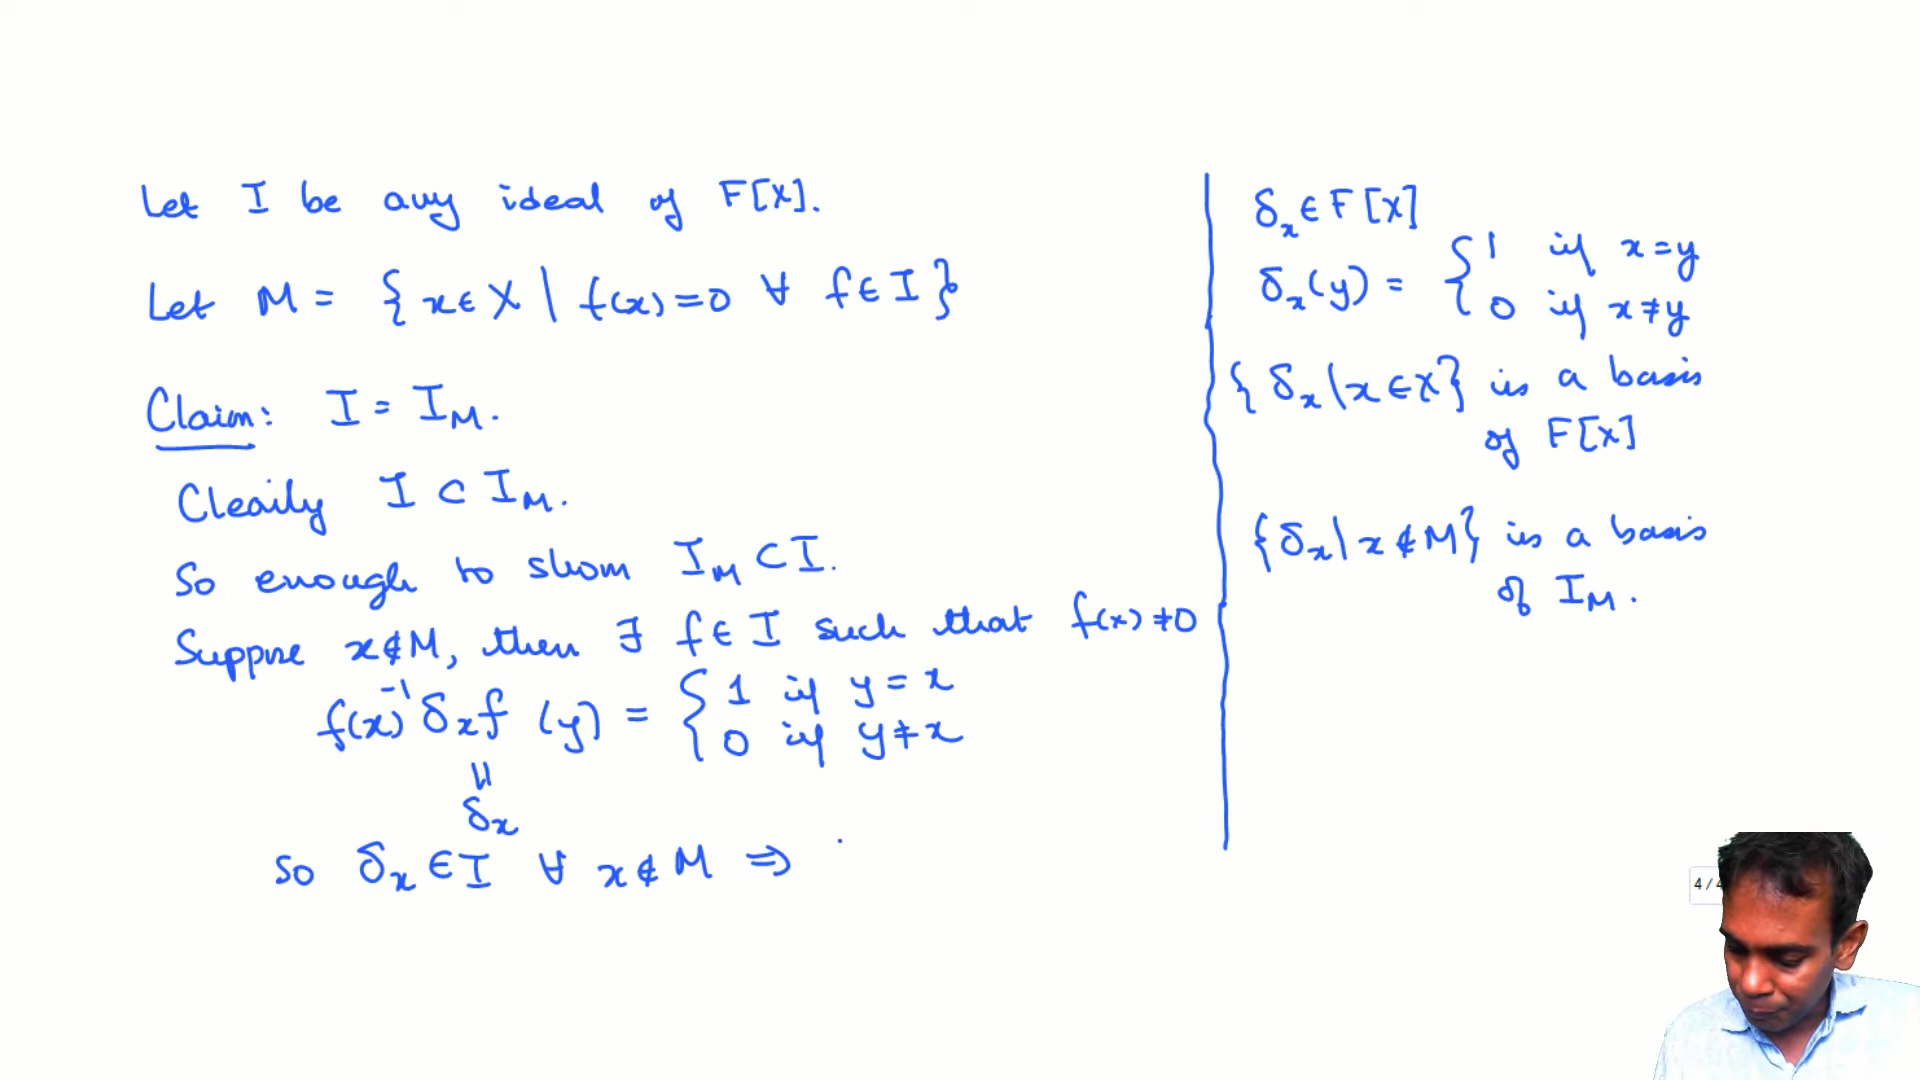 Let I be any ideal of F[X].
Let M = { x ∈ X | f(x) = 0 ∀ f ∈ I }
Claim: I = I_M.
Clearly I ⊂ I_M.
So enough to show I_M ⊂ I.
Suppose x ∉ M, then ∃ f ∈ I such that f(x) ≠ 0
f(x)⁻¹ δ_x f (y) = { 1 if y = x
0 if y ≠ x
||
δ_x
So δ_x ∈ I ∀ x ∉ M ⇒
δ_x ∈ F[X]
δ_x(y) = { 1 if x = y
0 if x ≠ y
{ δ_x | x ∈ X } is a basis
of F[X]
{ δ_x | x ∉ M } is a basis
of I_M.
4/4